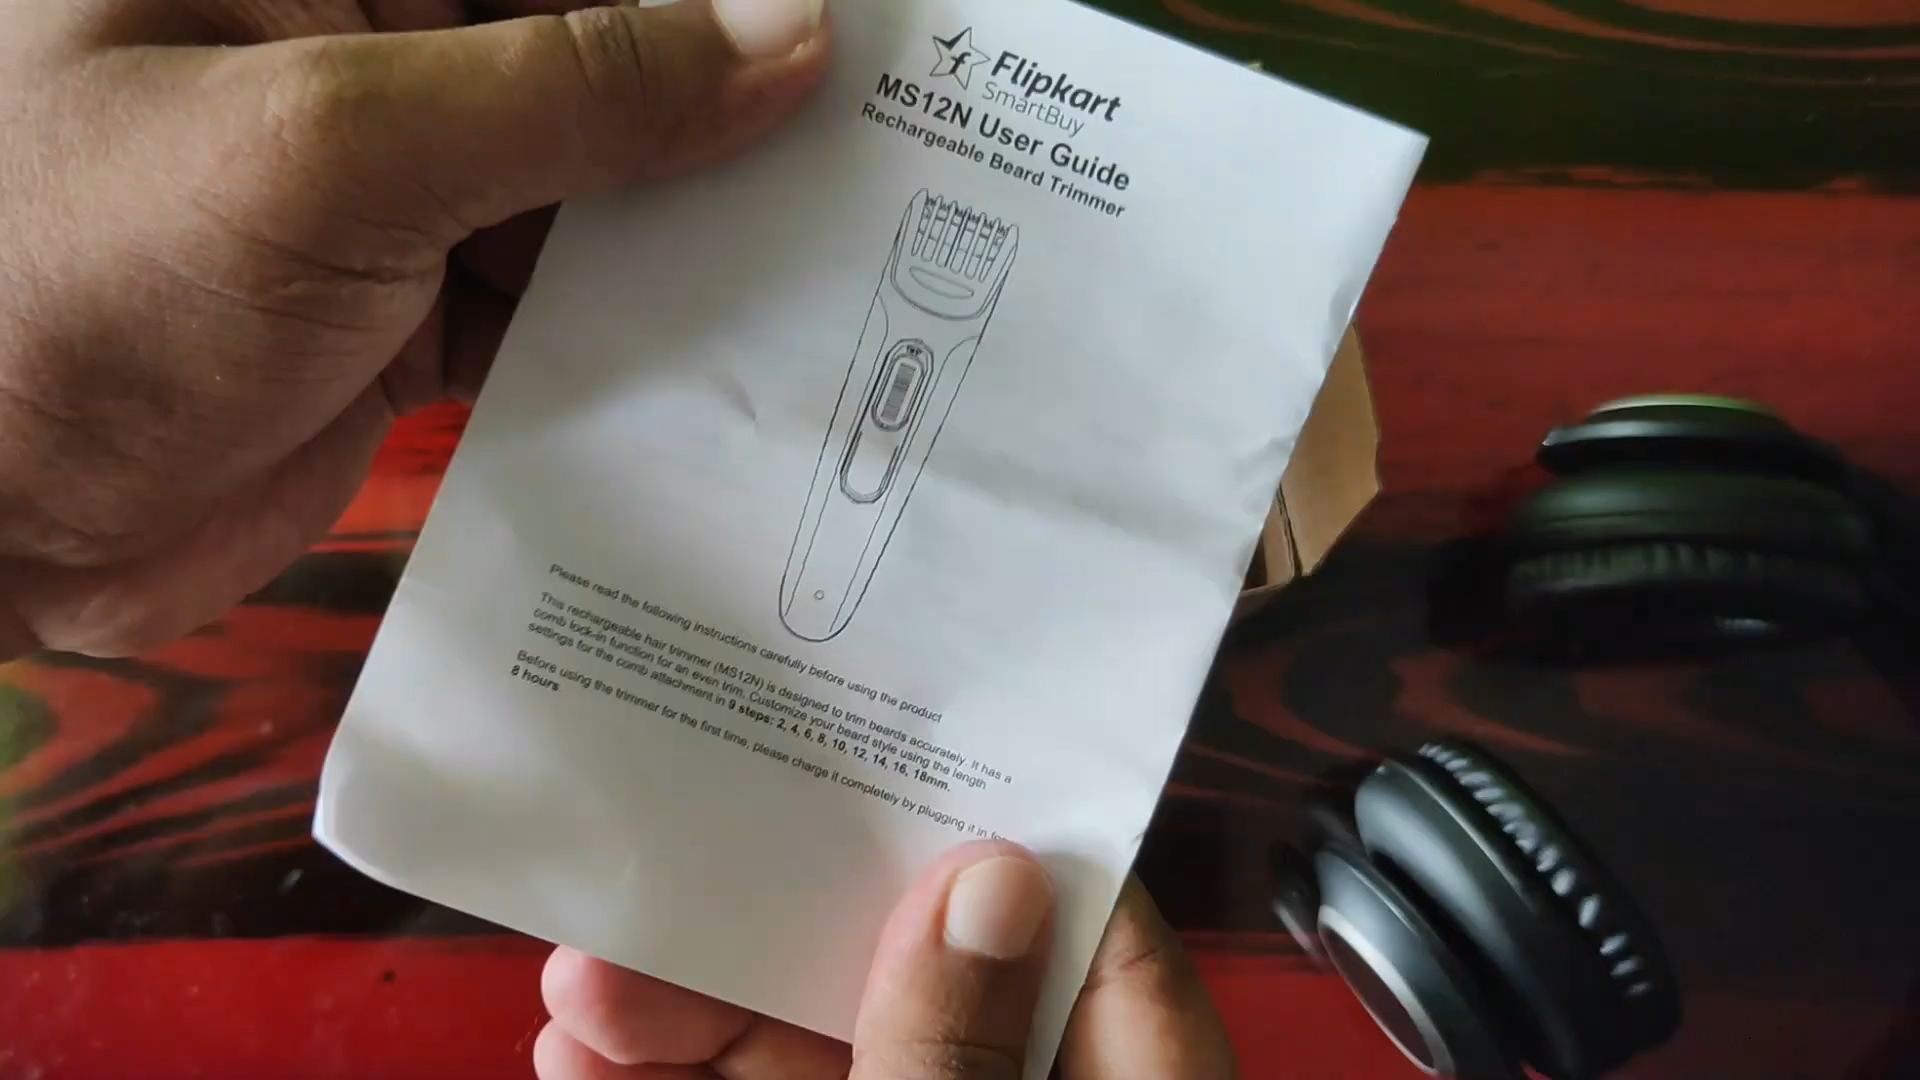 Flipkart
SmartBuy
MS12N User Guide
Rechargeable Beard Trimmer
Please read the following instructions carefully before using the product
This rechargeable hair trimmer (MS12N) is designed to trim beards accurately. It has a
comb lock-in function for an even trim. Customize your beard style using the length
settings for the comb attachment in 9 steps: 2, 4, 6, 8, 10, 12, 14, 16, 18mm.
Before using the trimmer for the first time, please charge it completely by plugging it in for
8 hours